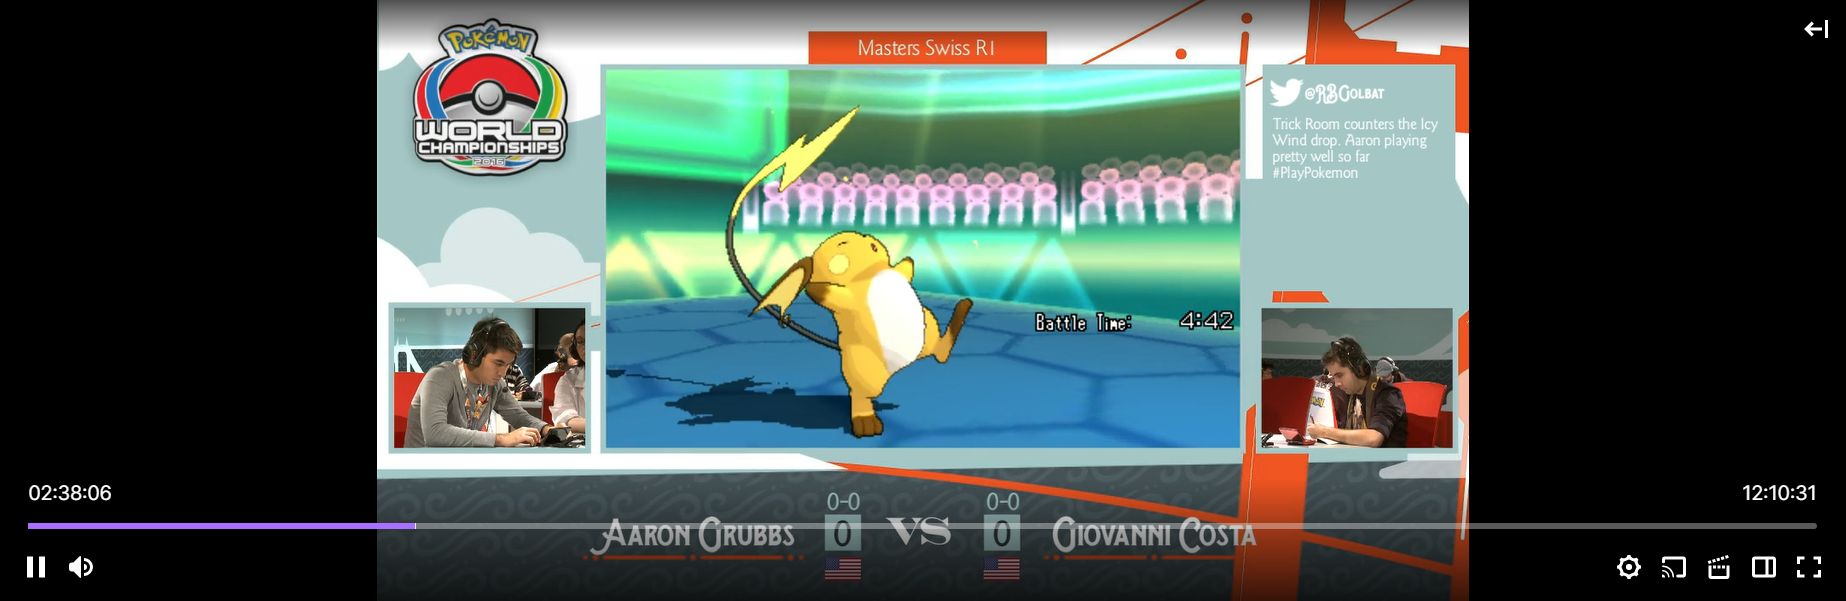 POKéMON
WORLD
CHAMPIONSHIPS
2016
Masters Swiss R1
@RBGOLBAT
Trick Room counters the Icy
Wind drop. Aaron playing
pretty well so far
#PlayPokemon
Battle Time: 4:42
02:38:06
12:10:31
0-0 0-0
AARON GRUBBS 0 VS 0 GIOVANNI COSTA